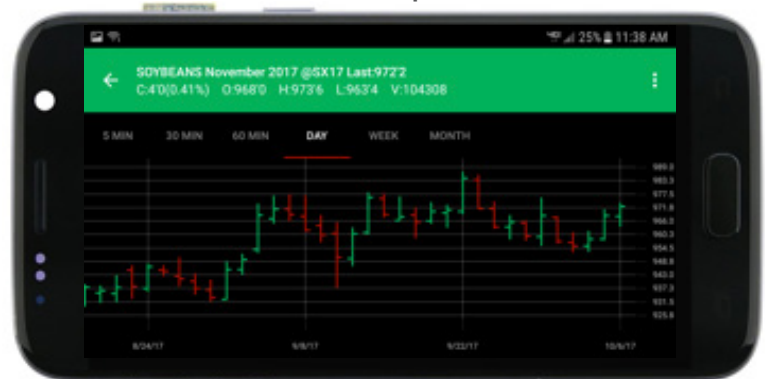 25% 11:38 AM
SOYBEANS November 2017 @SX17 Last:972'2
C:4'0(0.41%) O:968'0 H:973'6 L:963'4 V:104308
5 MIN 30 MIN 60 MIN DAY WEEK MONTH
989.0
983.3
977.5
971.8
966.0
960.3
954.5
948.8
943.0
937.3
931.5
925.8
8/24/17 9/8/17 9/22/17 10/6/17